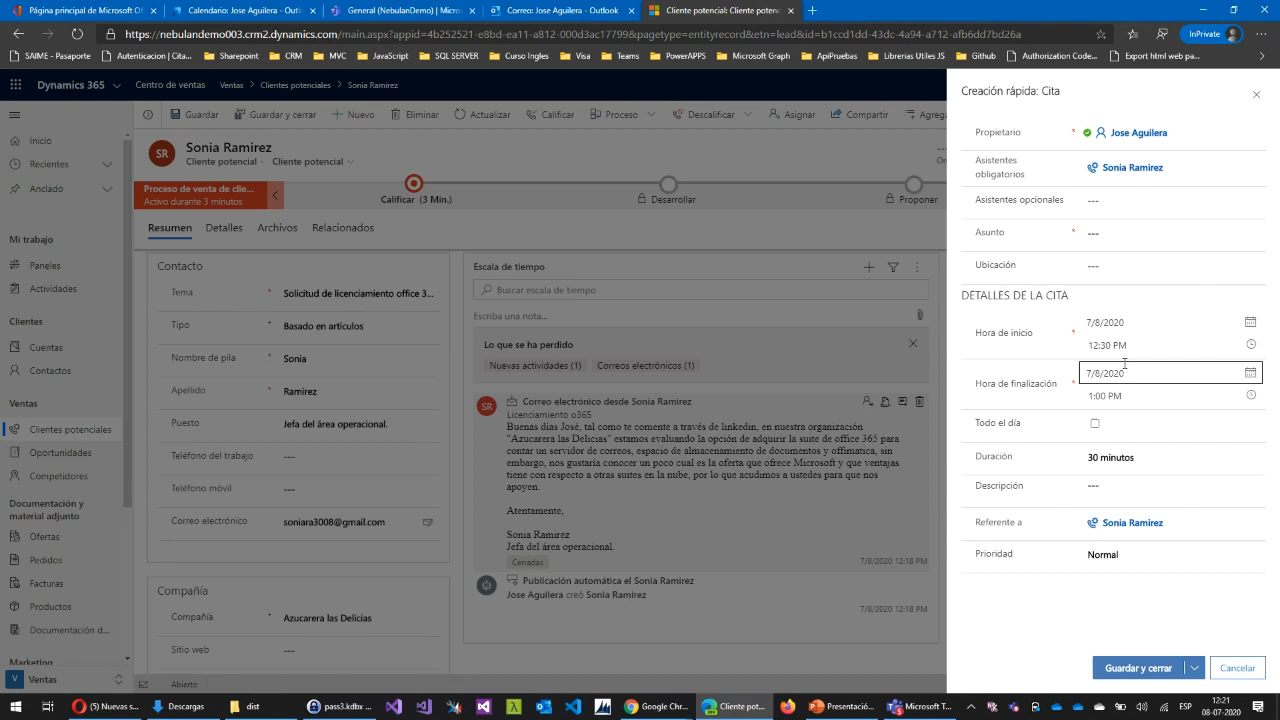 Página principal de Microsoft O
Calendario: Jose Aguilera - Outlo
General (NebulanDemo) | Micros
Correo: Jose Aguilera - Outlook
Cliente potencial: Cliente potenc
https://nebulandemo003.crm2.dynamics.com/main.aspx?appid=4b252521-e8bd-ea11-a812-000d3ac17799&pagetype=entityrecord&etn=lead&id=b1ccd1dd-43dc-4a94-a712-afb6dd7bd26a
InPrivate
SAIME - Pasaporte
Autenticación | Cita...
Sharepoint
CRM
MV
JavaScript
SQL SERVER
Curso Ingles
Visa
Teams
PowerAPPS
Microsoft Graph
ApiPruebas
Librerias JS
Github
Authorization Code...
Export html web pa...
Dynamics 365
Centro de ventas
Ventas > Clientes potenciales > Sonia Ramirez
Guardar
Guardar y cerrar
Nuevo
Eliminar
Actualizar
Calificar
Proceso
Descalificar
Asignar
Compartir
Agreg
Inicio
Recientes
Anclado
Mi trabajo
Paneles
Actividades
Clientes
Cuentas
Contactos
Ventas
Clientes potenciales
Oportunidades
Competidores
Documentación y
material adjunto
Ofertas
Pedidos
Facturas
Productos
Documentación d...
Marketing
V
Ventas
SR
Sonia Ramirez
Cliente potencial · Cliente potencial
Proceso de venta de clie...
Activo durante 3 minutos
Calificar (3 Min.)
Desarrollar
Proponer
Resumen
Detalles
Archivos
Relacionados
Contacto
Tema
Solicitud de licenciamiento office 3...
Tipo
*
Basado en artículos
Nombre de pila
*
Sonia
Apellido
*
Ramirez
Puesto
Jefa del área operacional.
Teléfono del trabajo
---
Teléfono móvil
---
Correo electrónico
soniara3008@gmail.com
Compañía
Compañía
*
Azucarera las Delicias
Sitio web
---
Abierto
Escala de tiempo
Buscar escala de tiempo
Escriba una nota...
Lo que se ha perdido
Nuevas actividades (1)
Correos electrónicos (1)
SR
Correo electrónico desde Sonia Ramirez
Licenciamiento o365
Buenas días José, tal como te comente a través de linkedin, en nuestra organización
"Azucarera las Delicias" estamos evaluando la opción de adquirir la suite de office 365 para
contar un servidor de correos, espacio de almacenamiento de documentos y offimatica, sin
embargo, nos gustaría conocer un poco cual es la oferta que ofrece Microsoft y que ventajas
tienen con respecto a otras suites en la nube, por lo que acudimos a ustedes para que nos
apoyen.
Atentamente,
Sonia Ramirez
Jefa del área operacional.
Cerradas
7/8/2020 12:18 PM
Publicación automática el Sonia Ramirez
Jose Aguilera creó Sonia Ramirez
7/8/2020 12:18 PM
Creación rápida: Cita
Propietario
*
Jose Aguilera
Asistentes
obligatorios
Sonia Ramirez
Asistentes opcionales
---
Asunto
*
---
Ubicación
---
DETALLES DE LA CITA
Hora de inicio
*
7/8/2020
12:30 PM
Hora de finalización
*
7/8/2020
1:00 PM
Todo el día
Duración
30 minutos
Descripción
---
Referente a
Sonia Ramirez
Prioridad
Normal
Guardar y cerrar
Cancelar
(5) Nuevas ...
Descargas
dist
pass3.kdbx ...
Google Chr...
Cliente pot...
Presentació...
Microsoft T...
ESP
12:21
08-07-2020